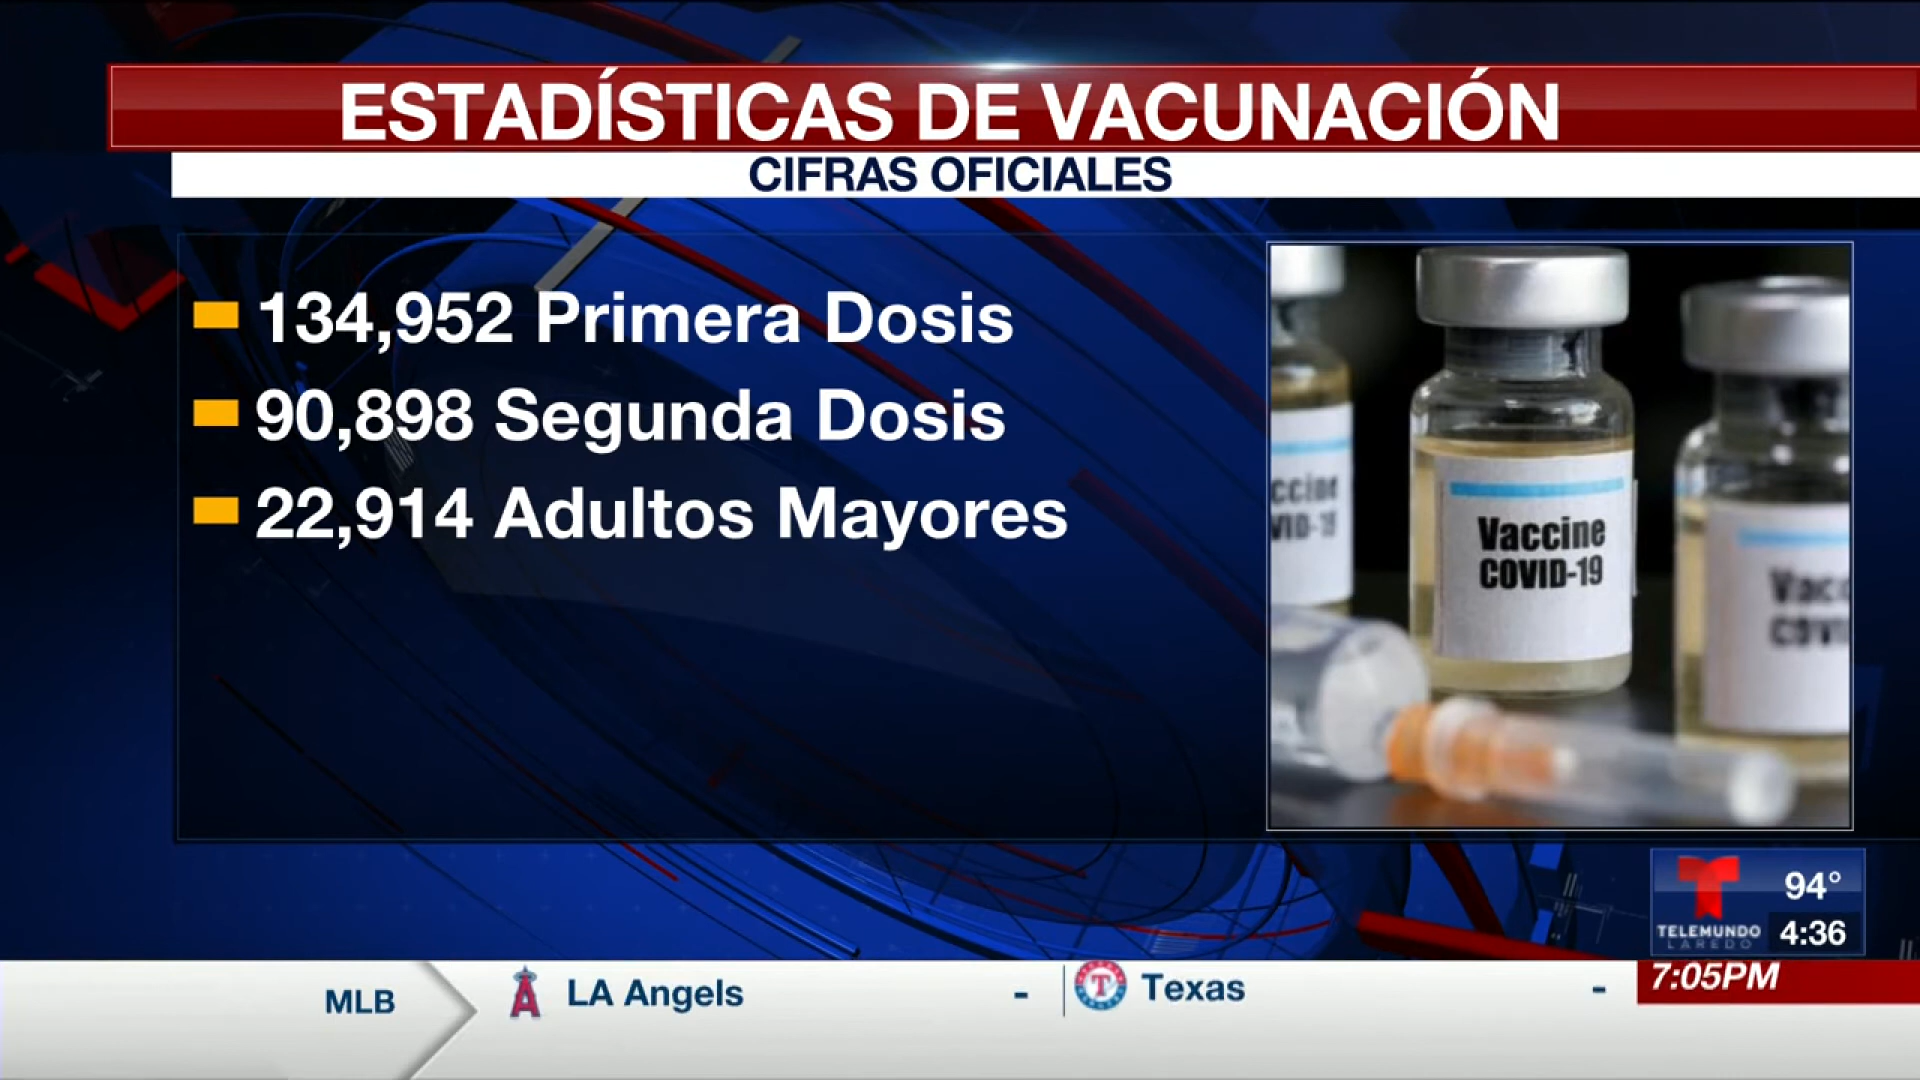 ESTADÍSTICAS DE VACUNACIÓN
CIFRAS OFICIALES
134,952 Primera Dosis
90,898 Segunda Dosis
22,914 Adultos Mayores
Vaccine
COVID-19
94°
TELEMUNDO
LAREDO
4:36
MLB
LA Angels -
Texas -
7:05PM